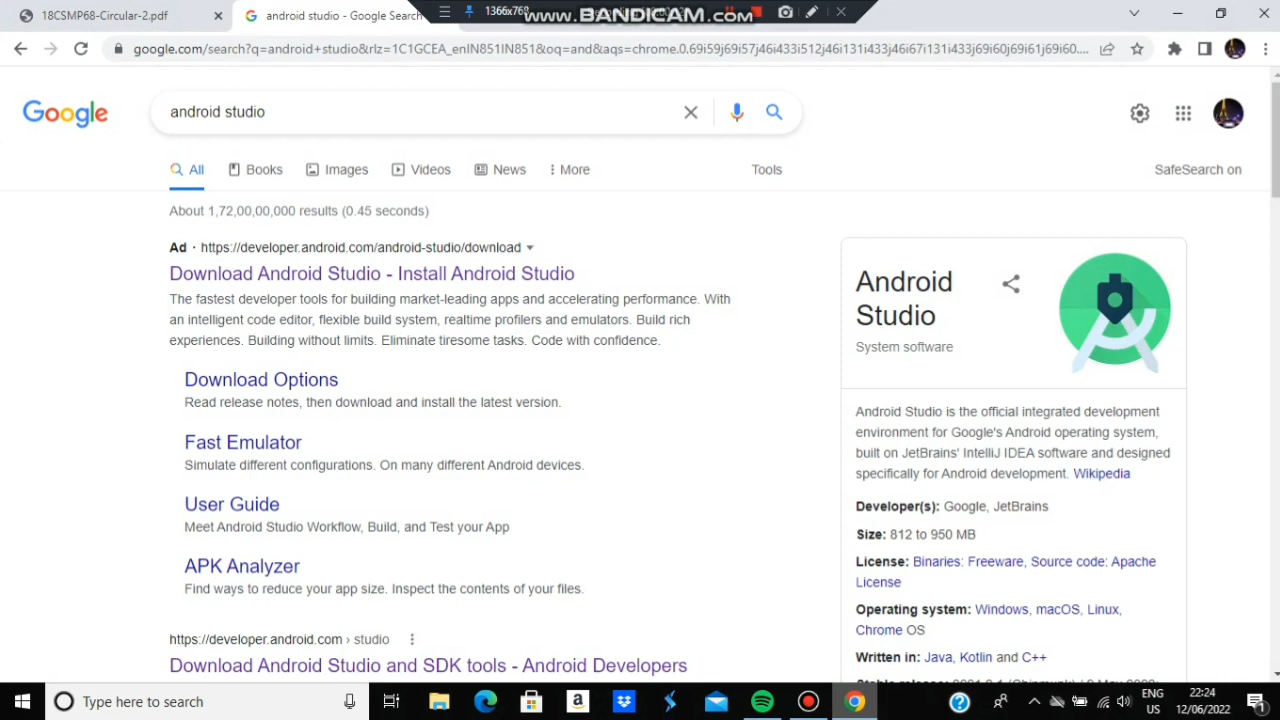 18CSMP68-Circular-2.pdf
android studio - Google Search
1366x768
www.BANDICAM.com
google.com/search?q=android+studio&rlz=1C1GCEA_enIN851IN851&oq=and&aqs=chrome.0.69i59j69i57j46i433i512j46i131i433j46i67i131i433j69i60j69i61j69i60....
Google
android studio
All
Books
Images
Videos
News
More
Tools
SafeSearch on
About 1,72,00,00,000 results (0.45 seconds)
Ad · https://developer.android.com/android-studio/download
Download Android Studio - Install Android Studio
The fastest developer tools for building market-leading apps and accelerating performance. With
an intelligent code editor, flexible build system, realtime profilers and emulators. Build rich
experiences. Building without limits. Eliminate tiresome tasks. Code with confidence.
Download Options
Read release notes, then download and install the latest version.
Fast Emulator
Simulate different configurations. On many different Android devices.
User Guide
Meet Android Studio Workflow, Build, and Test your App
APK Analyzer
Find ways to reduce your app size. Inspect the contents of your files.
https://developer.android.com › studio
Download Android Studio and SDK tools - Android Developers
Android
Studio
System software
Android Studio is the official integrated development
environment for Google's Android operating system,
built on JetBrains' IntelliJ IDEA software and designed
specifically for Android development. Wikipedia
Developer(s): Google, JetBrains
Size: 812 to 950 MB
License: Binaries: Freeware, Source code: Apache
License
Operating system: Windows, macOS, Linux,
Chrome OS
Written in: Java, Kotlin and C++
Type here to search
ENG
US
22:24
12/06/2022
1